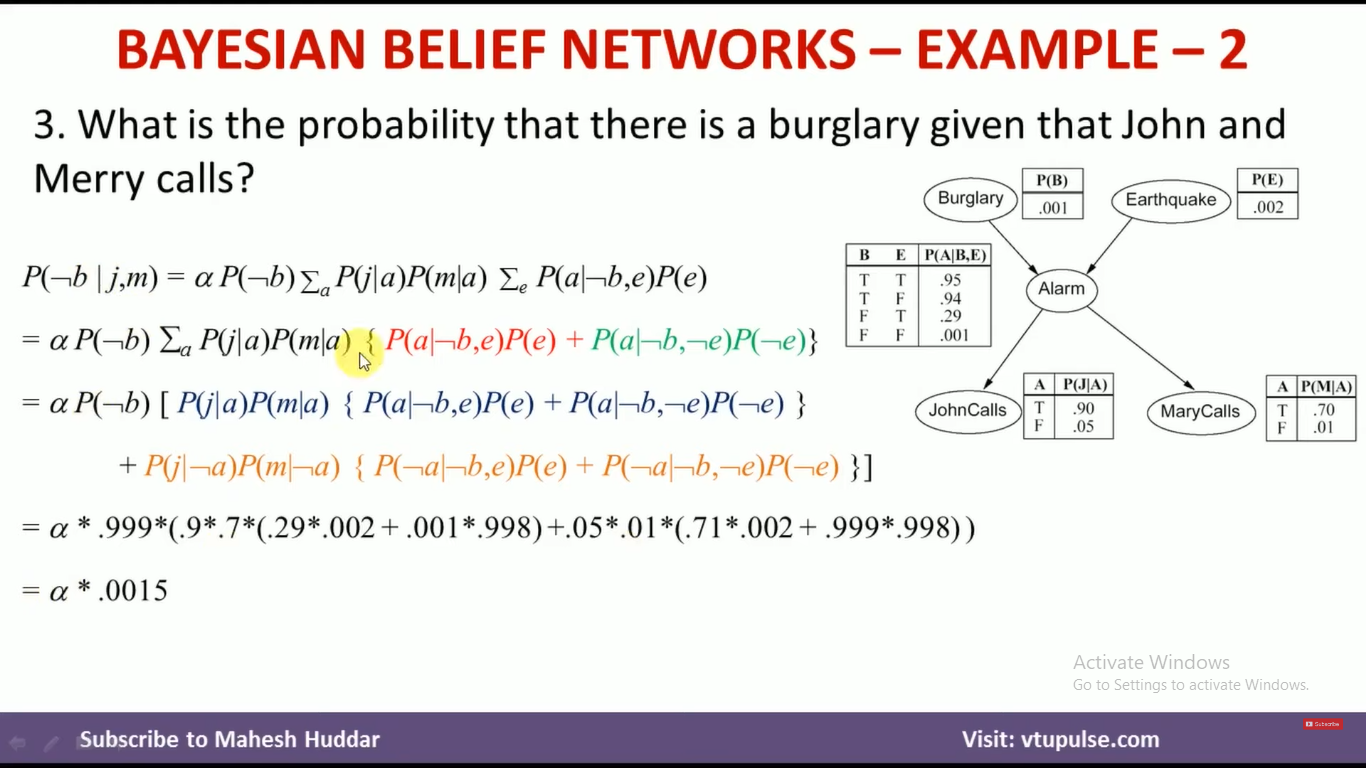 BAYESIAN BELIEF NETWORKS – EXAMPLE – 2
3. What is the probability that there is a burglary given that John and
Merry calls?
P(¬b | j,m) = α P(¬b) ∑a P(j|a)P(m|a) ∑e P(a|¬b,e)P(e)
= α P(¬b) ∑a P(j|a)P(m|a) { P(a|¬b,e)P(e) + P(a|¬b,¬e)P(¬e)}
= α P(¬b) [ P(j|a)P(m|a) { P(a|¬b,e)P(e) + P(a|¬b,¬e)P(¬e) }
+ P(j|¬a)P(m|¬a) { P(¬a|¬b,e)P(e) + P(¬a|¬b,¬e)P(¬e) }]
= α * .999*(.9*.7*(.29*.002 + .001*.998) +.05*.01*(.71*.002 + .999*.998) )
= α * .0015
Burglary
P(B)
.001
Earthquake
P(E)
.002
B E P(A|B,E)
T T .95
T F .94
F T .29
F F .001
Alarm
JohnCalls
A P(J|A)
T .90
F .05
MaryCalls
A P(M|A)
T .70
F .01
Activate Windows
Go to Settings to activate Windows.
Subscribe
Subscribe to Mahesh Huddar
Visit: vtupulse.com